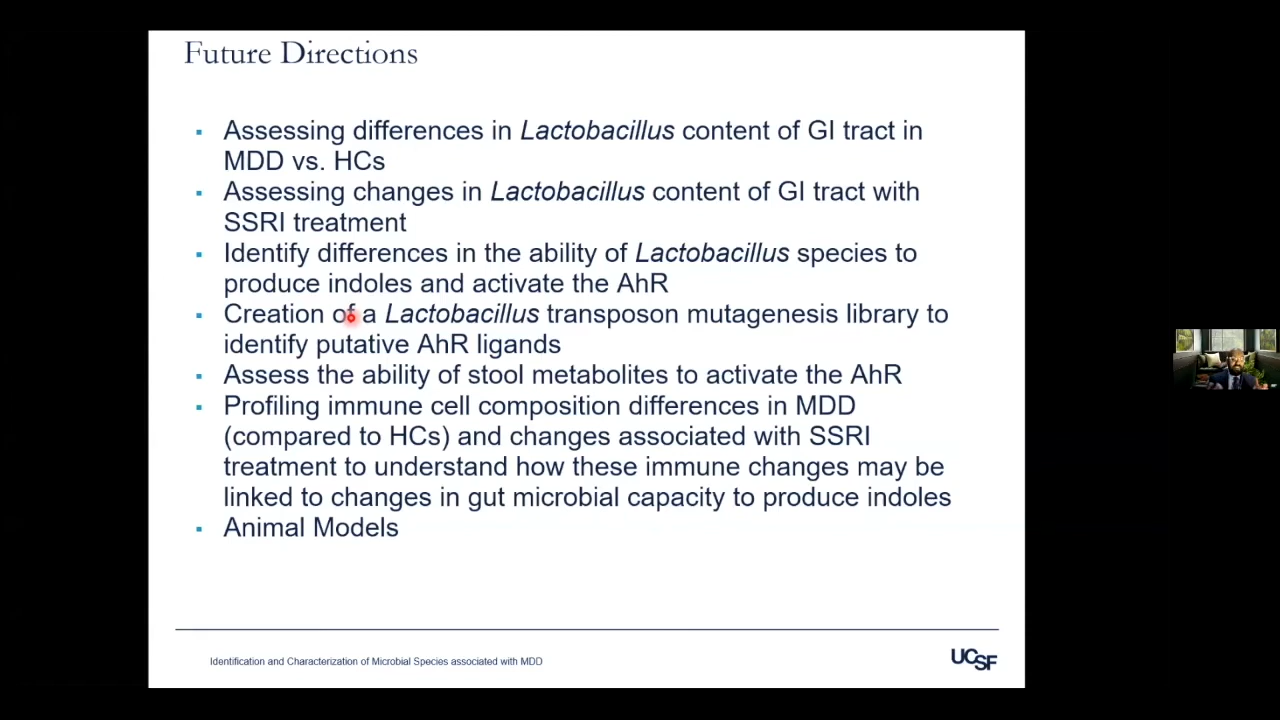 Future Directions
Assessing differences in Lactobacillus content of GI tract in
MDD vs. HCs
Assessing changes in Lactobacillus content of GI tract with
SSRI treatment
Identify differences in the ability of Lactobacillus species to
produce indoles and activate the AhR
Creation of a Lactobacillus transposon mutagenesis library to
identify putative AhR ligands
Assess the ability of stool metabolites to activate the AhR
Profiling immune cell composition differences in MDD
(compared to HCs) and changes associated with SSRI
treatment to understand how these immune changes may be
linked to changes in gut microbial capacity to produce indoles
Animal Models
Identification and Characterization of Microbial Species associated with MDD
UCSF